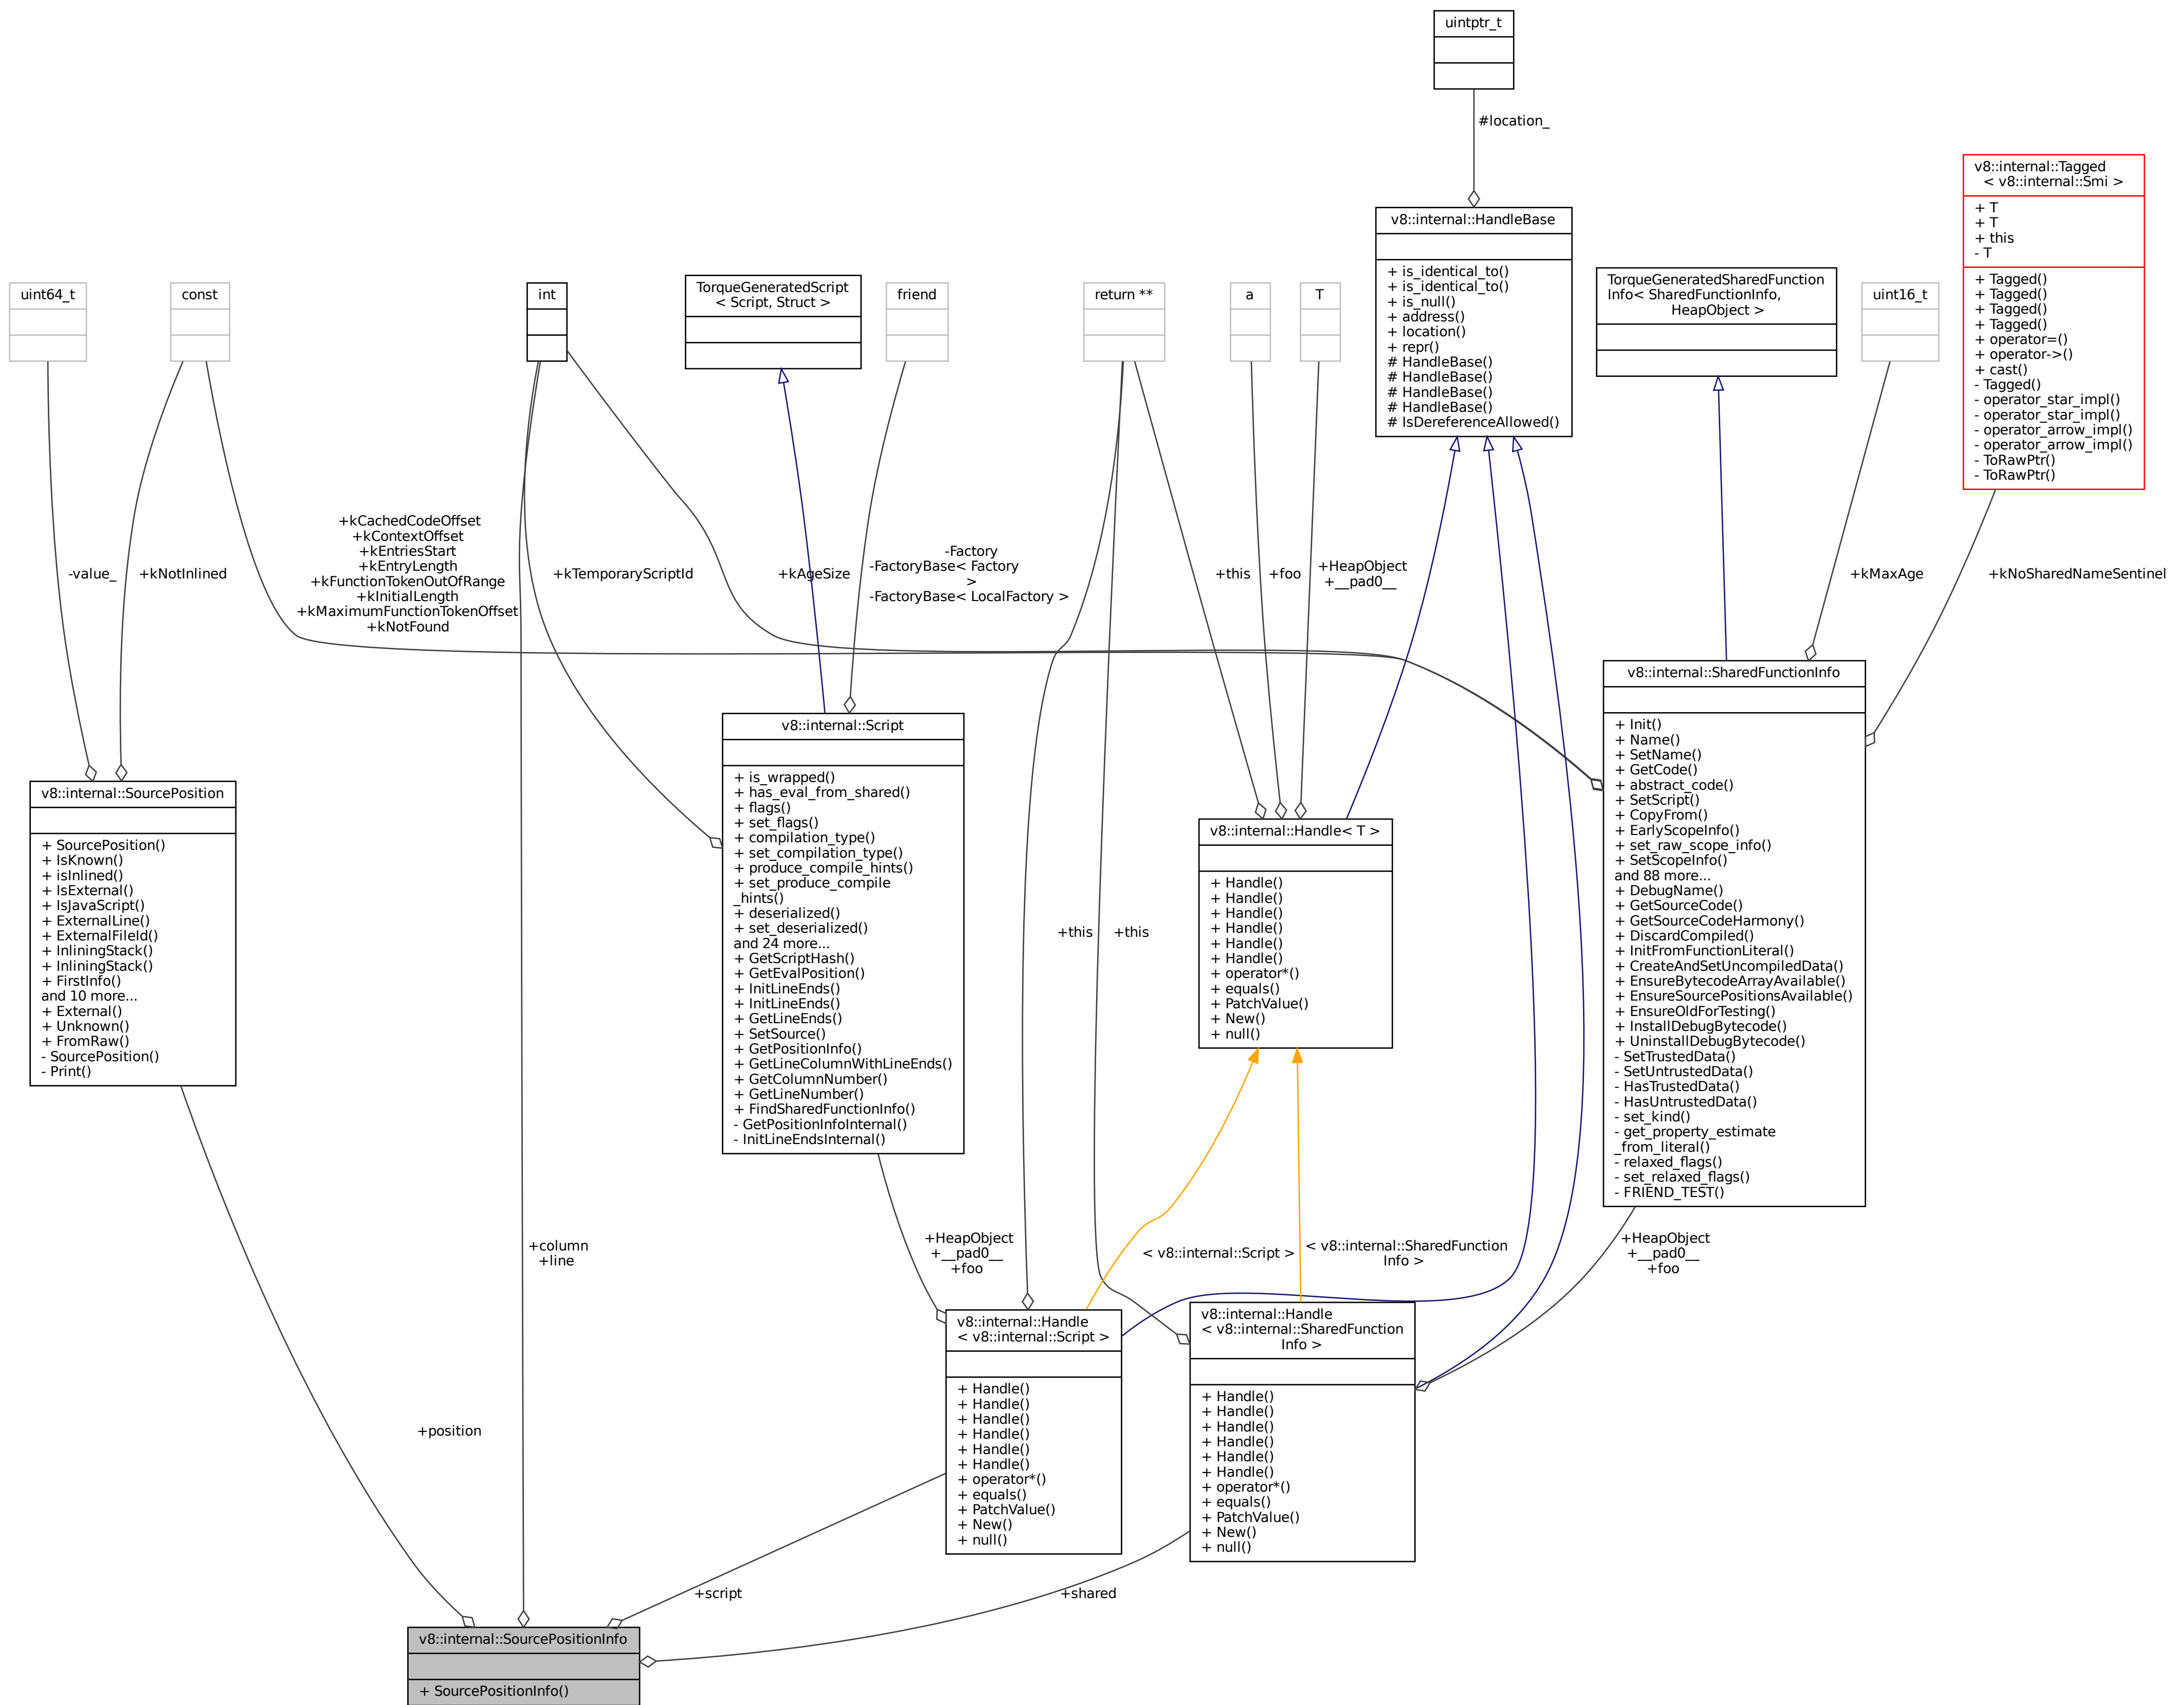 uintptr_t
#location_
v8::internal::HandleBase
+ is_identical_to()
+ is_identical_to()
+ is_null()
+ address()
+ location()
+ repr()
# HandleBase()
# HandleBase()
# HandleBase()
# HandleBase()
# IsDereferenceAllowed()
v8::internal::Tagged
< v8::internal::Smi >
+ T
+ T
+ this
- T
+ Tagged()
+ Tagged()
+ Tagged()
+ Tagged()
+ operator=()
+ operator->()
+ cast()
- Tagged()
- operator_star_impl()
- operator_star_impl()
- operator_arrow_impl()
- operator_arrow_impl()
- ToRawPtr()
- ToRawPtr()
uint64_t
const
int
TorqueGeneratedScript
< Script, Struct >
friend
return **
a
T
TorqueGeneratedSharedFunction
Info< SharedFunctionInfo,
HeapObject >
uint16_t
-value_
+kNotInlined
+kCachedCodeOffset
+kContextOffset
+kEntriesStart
+kEntryLength
+kFunctionTokenOutOfRange
+kInitialLength
+kMaximumFunctionTokenOffset
+kNotFound
+kTemporaryScriptId
+kAgeSize
-Factory
-FactoryBase< Factory
>
-FactoryBase< LocalFactory >
+this
+foo
+HeapObject
+__pad0__
+kMaxAge
+kNoSharedNameSentinel
v8::internal::SourcePosition
+ SourcePosition()
+ IsKnown()
+ isInlined()
+ IsExternal()
+ IsJavaScript()
+ ExternalLine()
+ ExternalFileId()
+ InliningStack()
+ InliningStack()
+ FirstInfo()
and 10 more...
+ External()
+ Unknown()
+ FromRaw()
- SourcePosition()
- Print()
v8::internal::Script
+ is_wrapped()
+ has_eval_from_shared()
+ flags()
+ set_flags()
+ compilation_type()
+ set_compilation_type()
+ produce_compile_hints()
+ set_produce_compile
_hints()
+ deserialized()
+ set_deserialized()
and 24 more...
+ GetScriptHash()
+ GetEvalPosition()
+ InitLineEnds()
+ InitLineEnds()
+ GetLineEnds()
+ SetSource()
+ GetPositionInfo()
+ GetLineColumnWithLineEnds()
+ GetColumnNumber()
+ GetLineNumber()
+ FindSharedFunctionInfo()
- GetPositionInfoInternal()
- InitLineEndsInternal()
v8::internal::Handle< T >
+ Handle()
+ Handle()
+ Handle()
+ Handle()
+ Handle()
+ Handle()
+ operator*()
+ equals()
+ PatchValue()
+ New()
+ null()
v8::internal::SharedFunctionInfo
+ Init()
+ Name()
+ SetName()
+ GetCode()
+ abstract_code()
+ SetScript()
+ CopyFrom()
+ EarlyScopeInfo()
+ set_raw_scope_info()
+ SetScopeInfo()
and 88 more...
+ DebugName()
+ GetSourceCode()
+ GetSourceCodeHarmony()
+ DiscardCompiled()
+ InitFromFunctionLiteral()
+ CreateAndSetUncompiledData()
+ EnsureBytecodeArrayAvailable()
+ EnsureSourcePositionsAvailable()
+ EnsureOldForTesting()
+ InstallDebugBytecode()
+ UninstallDebugBytecode()
- SetTrustedData()
- SetUntrustedData()
- HasTrustedData()
- HasUntrustedData()
- set_kind()
- get_property_estimate
_from_literal()
- relaxed_flags()
- set_relaxed_flags()
- FRIEND_TEST()
+this
+this
+column
+line
+HeapObject
+__pad0__
+foo
< v8::internal::Script >
< v8::internal::SharedFunction
Info >
+HeapObject
+__pad0__
+foo
v8::internal::Handle
< v8::internal::Script >
+ Handle()
+ Handle()
+ Handle()
+ Handle()
+ Handle()
+ Handle()
+ operator*()
+ equals()
+ PatchValue()
+ New()
+ null()
v8::internal::Handle
< v8::internal::SharedFunction
Info >
+ Handle()
+ Handle()
+ Handle()
+ Handle()
+ Handle()
+ Handle()
+ operator*()
+ equals()
+ PatchValue()
+ New()
+ null()
+position
+script
+shared
v8::internal::SourcePositionInfo
+ SourcePositionInfo()